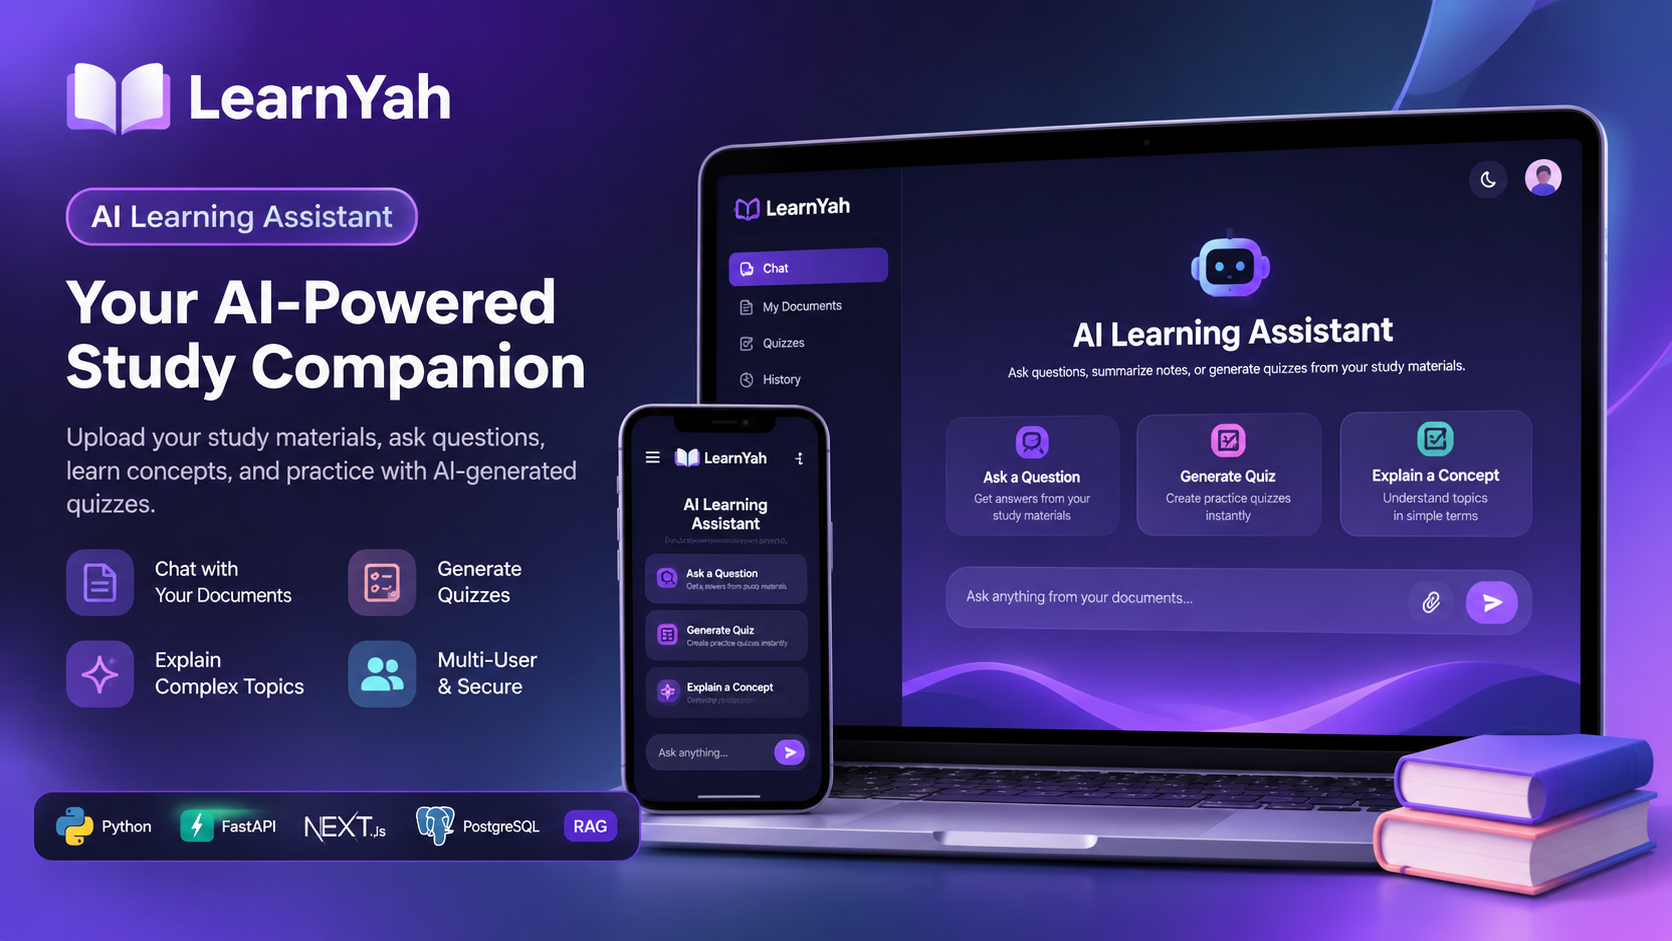 LearnYah
AI Learning Assistant
Your AI-Powered
Study Companion
Upload your study materials, ask questions,
learn concepts, and practice with AI-generated
quizzes.
Chat with
Your Documents
Generate
Quizzes
Explain
Complex Topics
Multi-User
& Secure
Python
FastAPI
NEXT.Js
PostgreSQL
RAG
LearnYah
Chat
My Documents
Quizzes
History
AI Learning Assistant
Ask questions, summarize notes, or generate quizzes from your study materials.
Ask a Question
Get answers from your
study materials
Generate Quiz
Create practice quizzes
instantly
Explain a Concept
Understand topics
in simple terms
Ask anything from your documents...
LearnYah
AI Learning
Assistant
Ask a Question
from study materials
Generate Quiz
Create practice quizzes instantly
Explain a Concept
Ask anything...